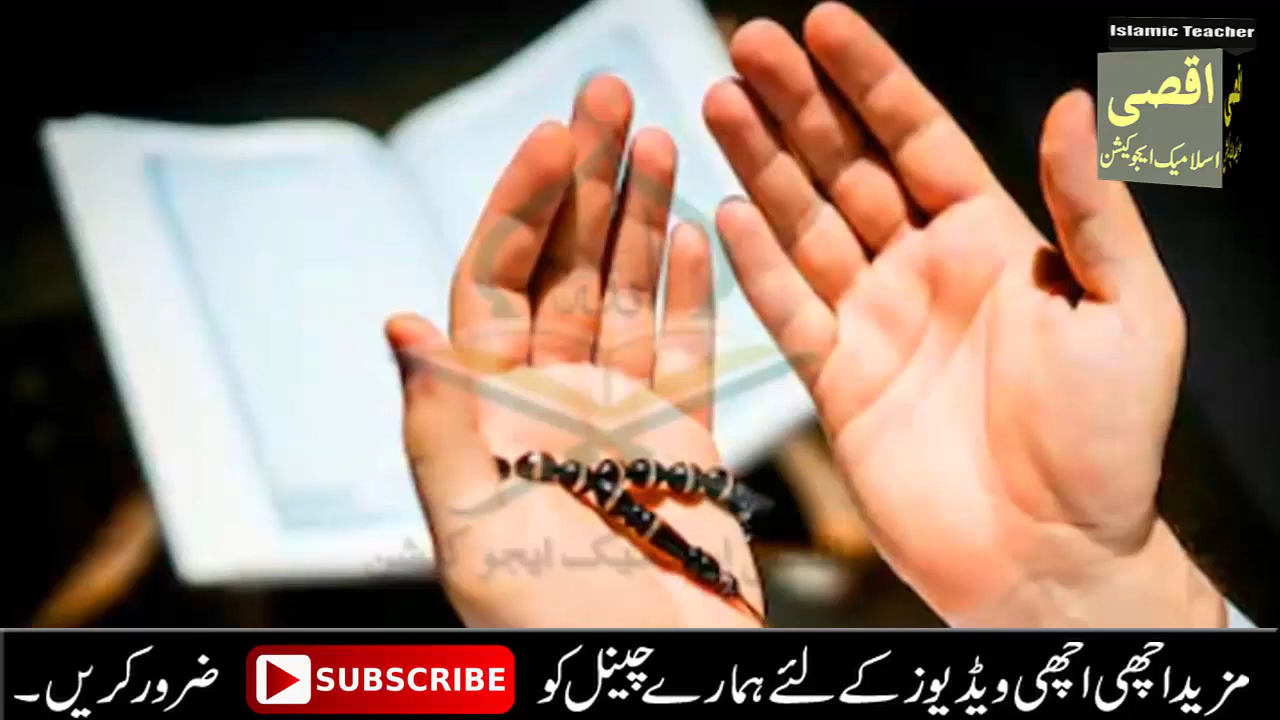 Islamic Teacher
اقصی
اسلامیک ایجوکیشن
مزید اچھی اچھی ویڈیوز کے لئے ہمارے چینل کو SUBSCRIBE ضرور کریں۔